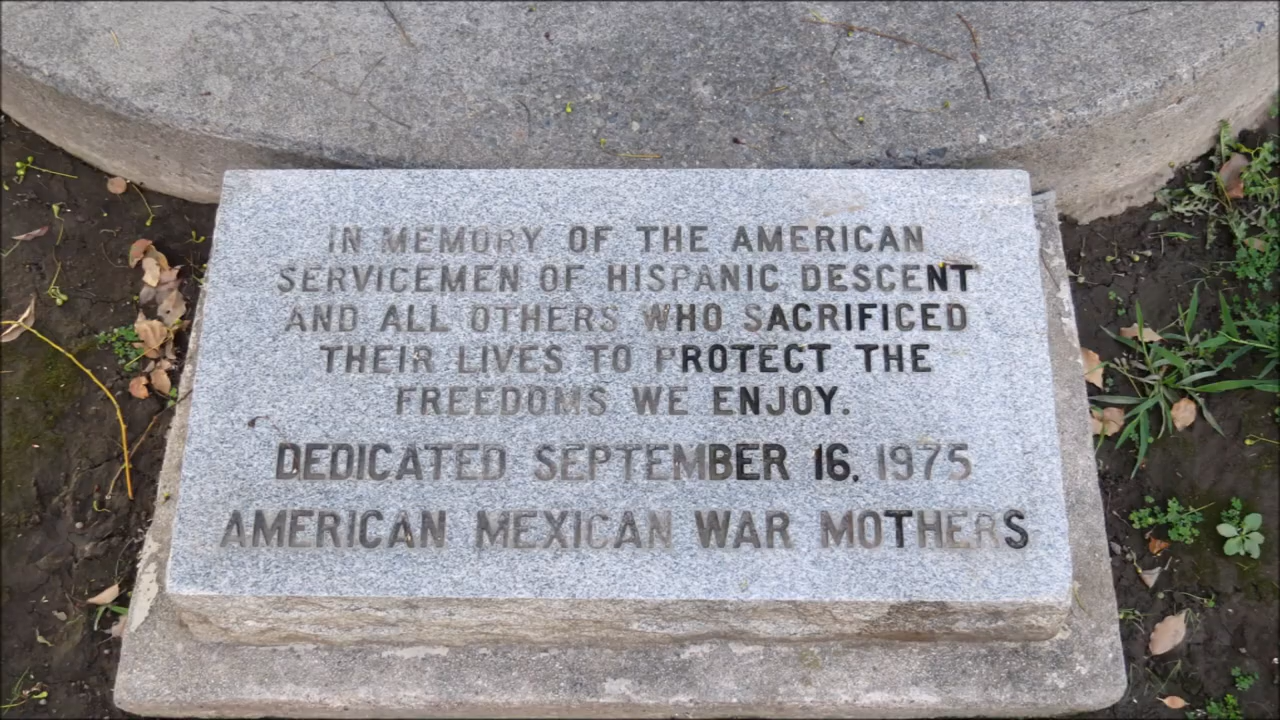 IN MEMORY OF THE AMERICAN
SERVICEMEN OF HISPANIC DESCENT
AND ALL OTHERS WHO SACRIFICED
THEIR LIVES TO PROTECT THE
FREEDOMS WE ENJOY.
DEDICATED SEPTEMBER 16, 1975
AMERICAN MEXICAN WAR MOTHERS